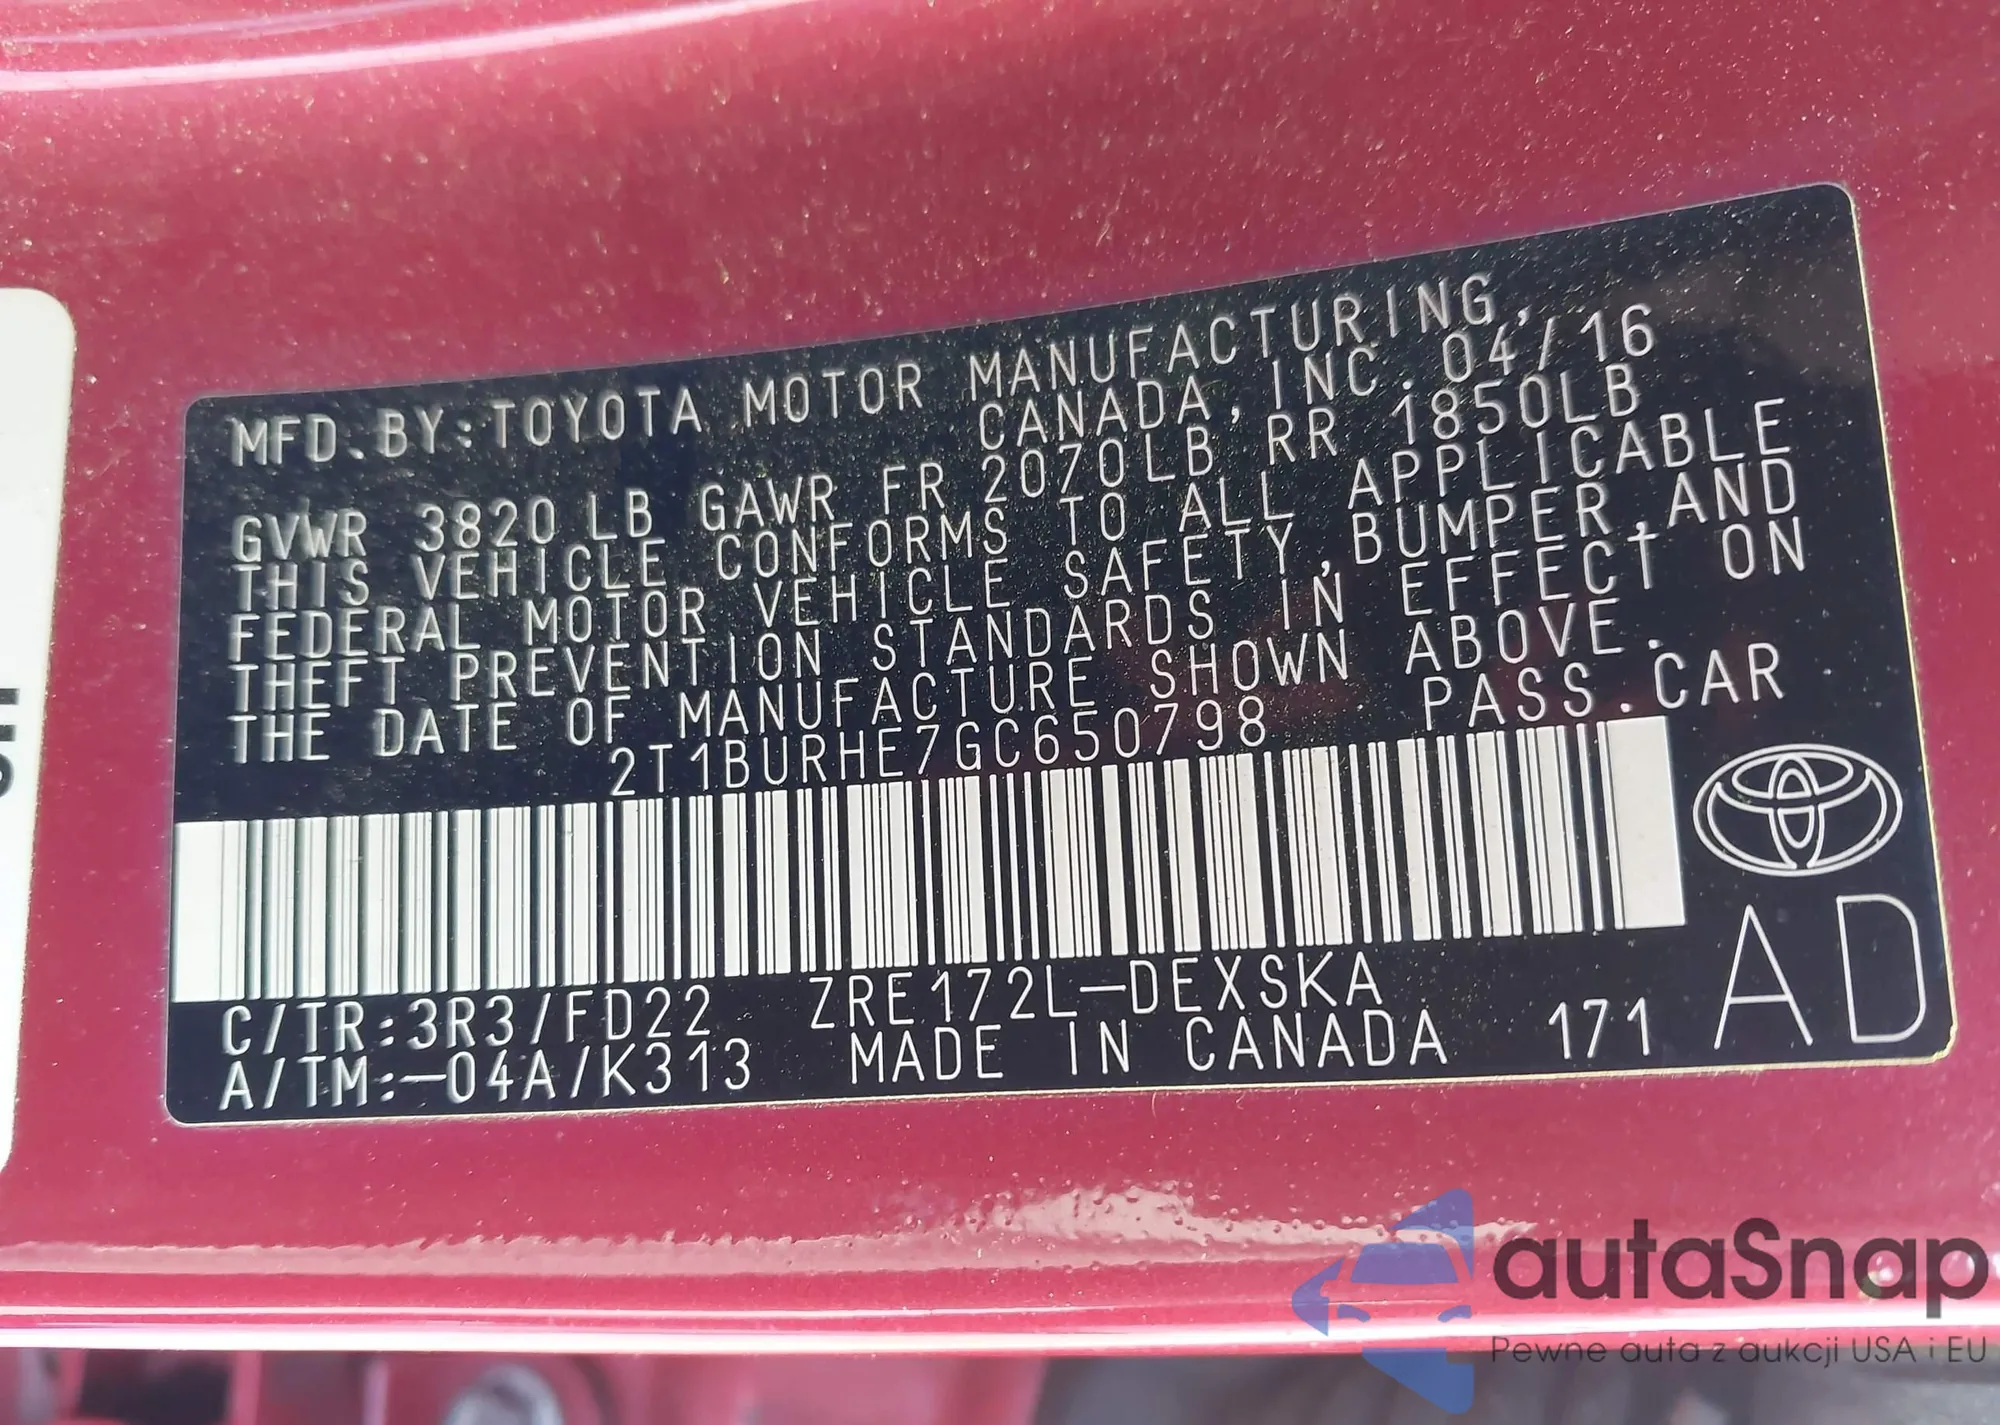 MFD.BY:TOYOTA MOTOR MANUFACTURING,
CANADA, INC. 04/16
GVWR 3820 LB GAWR FR 2070LB RR 1850LB
THIS VEHICLE CONFORMS TO ALL APPLICABLE
FEDERAL MOTOR VEHICLE SAFETY,BUMPER,AND
THEFT PREVENTION STANDARDS IN EFFECT ON
THE DATE OF MANUFACTURE SHOWN ABOVE.
2T1BURHE7GC650798 PASS.CAR
C/TR:3R3/FD22 ZRE172L-DEXSKA
A/TM:-04A/K313 MADE IN CANADA 171
AD
autaSnap
Pewne auta z aukcji USA i EU